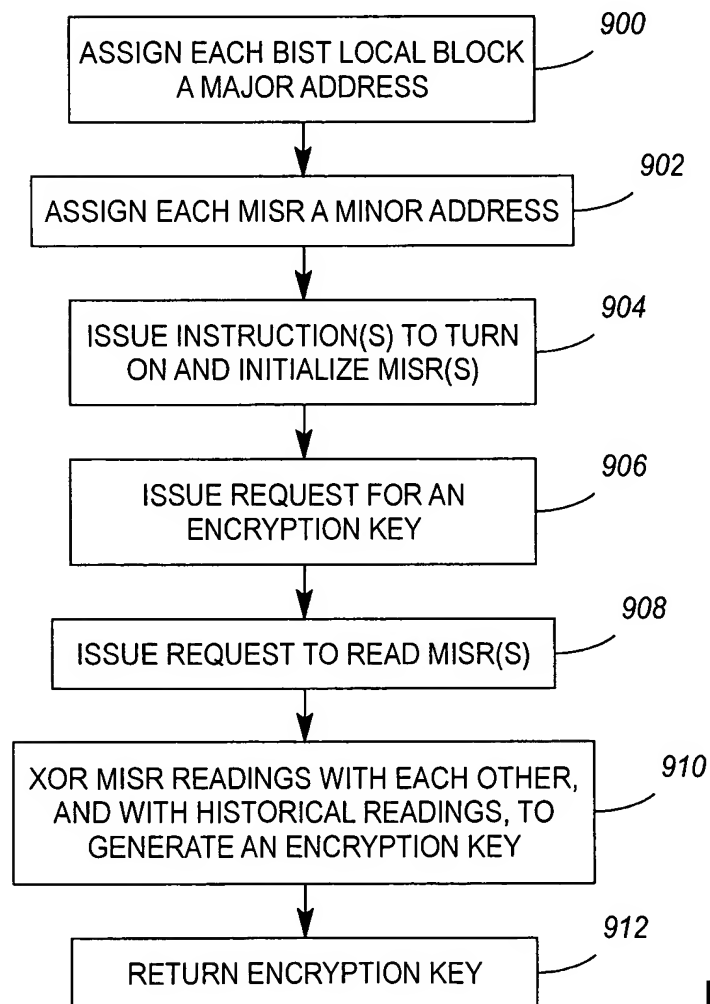 900
ASSIGN EACH BIST LOCAL BLOCK
A MAJOR ADDRESS
902
ASSIGN EACH MISR A MINOR ADDRESS
904
ISSUE INSTRUCTION(S) TO TURN
ON AND INITIALIZE MISR(S)
906
ISSUE REQUEST FOR AN
ENCRYPTION KEY
908
ISSUE REQUEST TO READ MISR(S)
910
XOR MISR READINGS WITH EACH OTHER,
AND WITH HISTORICAL READINGS, TO
GENERATE AN ENCRYPTION KEY
912
RETURN ENCRYPTION KEY